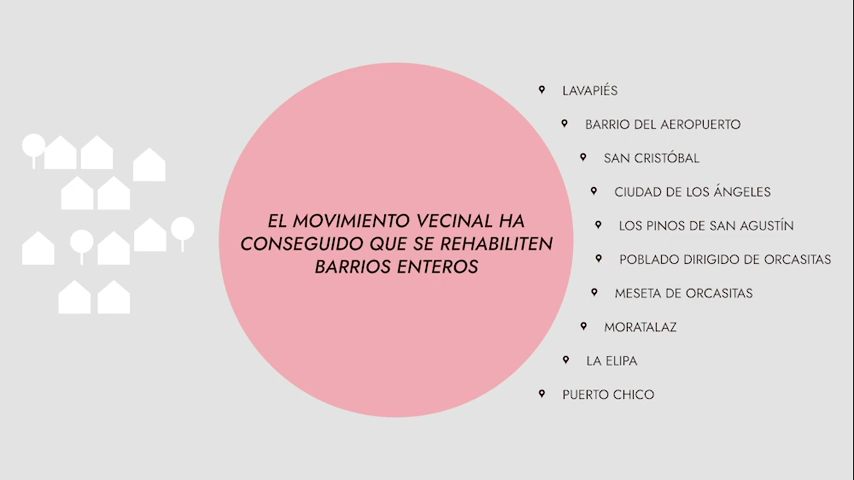 EL MOVIMIENTO VECINAL HA
CONSEGUIDO QUE SE REHABILITEN
BARRIOS ENTEROS
LAVAPIÉS
BARRIO DEL AEROPUERTO
SAN CRISTÓBAL
CIUDAD DE LOS ÁNGELES
LOS PINOS DE SAN AGUSTÍN
POBLADO DIRIGIDO DE ORCASITAS
MESETA DE ORCASITAS
MORATALAZ
LA ELIPA
PUERTO CHICO